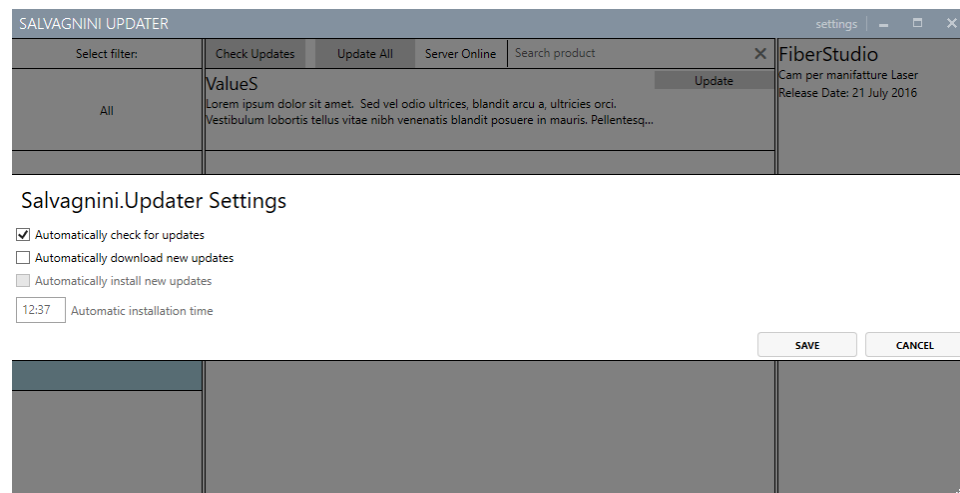 SALVAGNINI UPDATER
settings
Select filter:
Check Updates
Update All
Server Online
Search product
FiberStudio
Cam per manifatture Laser
Release Date: 21 July 2016
All
ValueS
Update
Lorem ipsum dolor sit amet.  Sed vel odio ultrices, blandit arcu a, ultricies orci.
Vestibulum lobortis tellus vitae nibh venenatis blandit posuere in mauris. Pellentesq...
Salvagnini.Updater Settings
Automatically check for updates
Automatically download new updates
Automatically install new updates
12:37 Automatic installation time
SAVE
CANCEL